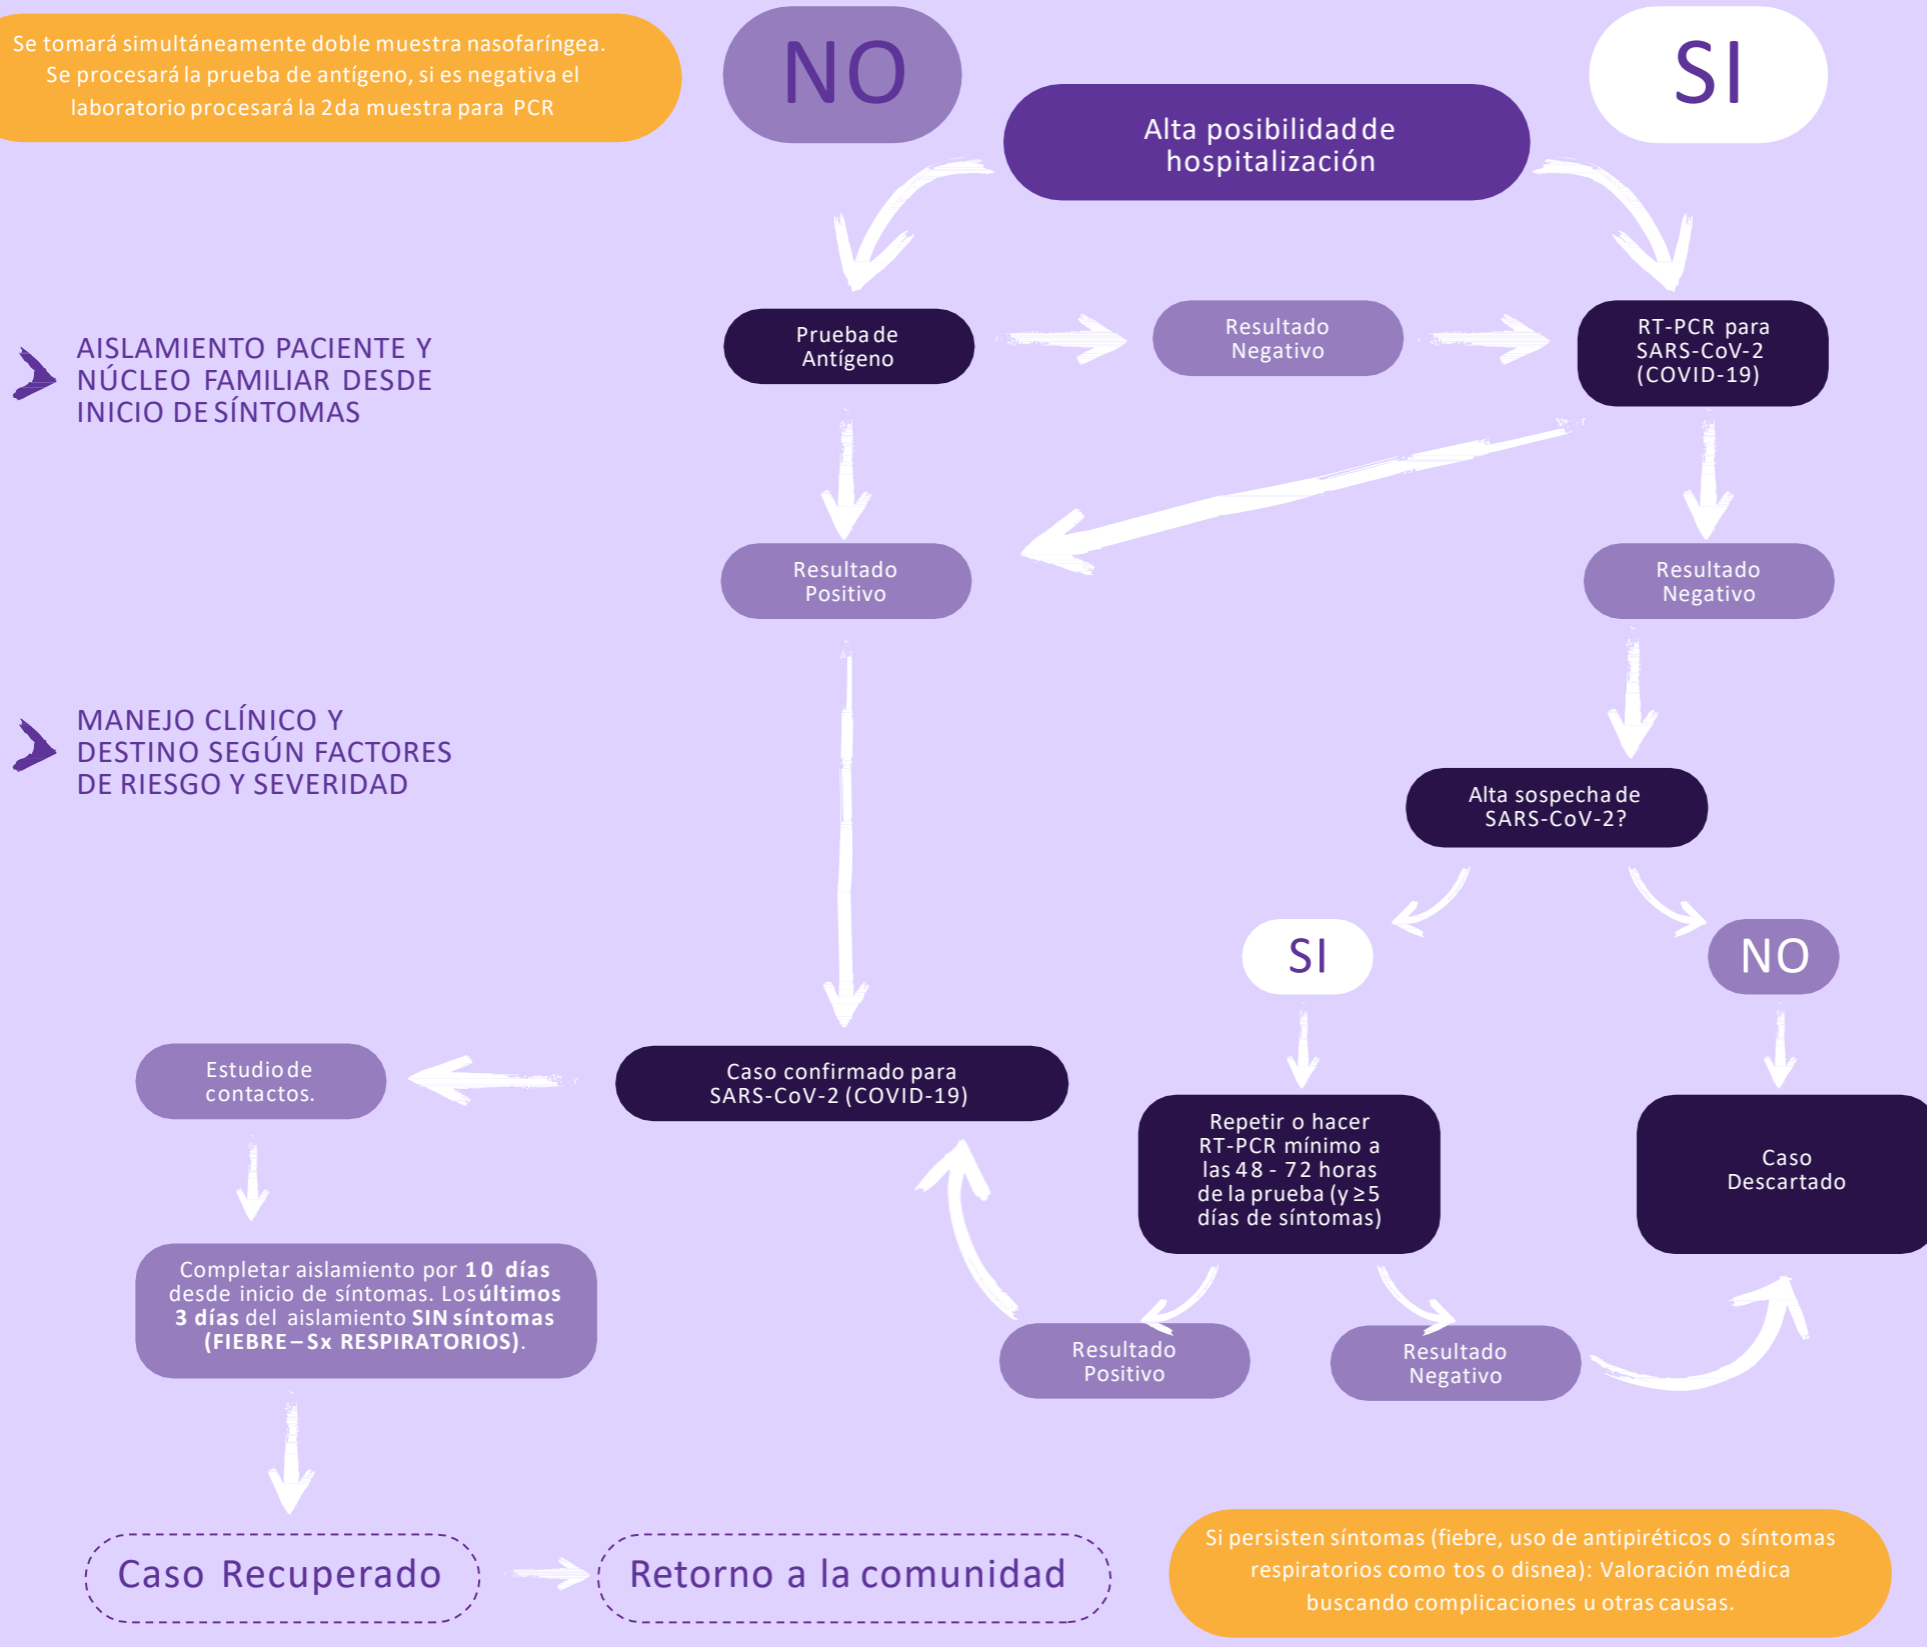 Se tomará simultáneamente doble muestra nasofaríngea.
Se procesará la prueba de antígeno, si es negativa el
laboratorio procesará la 2da muestra para PCR
NO
SI
Alta posibilidad de
hospitalización
AISLAMIENTO PACIENTE Y
NÚCLEO FAMILIAR DESDE
INICIO DE SÍNTOMAS
Prueba de
Antígeno
Resultado
Negativo
RT-PCR para
SARS-CoV-2
(COVID-19)
Resultado
Positivo
Resultado
Negativo
MANEJO CLÍNICO Y
DESTINO SEGÚN FACTORES
DE RIESGO Y SEVERIDAD
Alta sospecha de
SARS-CoV-2?
SI
NO
Estudio de
contactos.
Caso confirmado para
SARS-CoV-2 (COVID-19)
Repetir o hacer
RT-PCR mínimo a
las 48 - 72 horas
de la prueba (y ≥5
días de síntomas)
Caso
Descartado
Completar aislamiento por 10 días
desde inicio de síntomas. Los últimos
3 días del aislamiento SIN síntomas
(FIEBRE–Sx RESPIRATORIOS).
Resultado
Positivo
Resultado
Negativo
Caso Recuperado
Retorno a la comunidad
Si persisten síntomas (fiebre, uso de antipiréticos o síntomas
respiratorios como tos o disnea): Valoración médica
buscando complicaciones u otras causas.